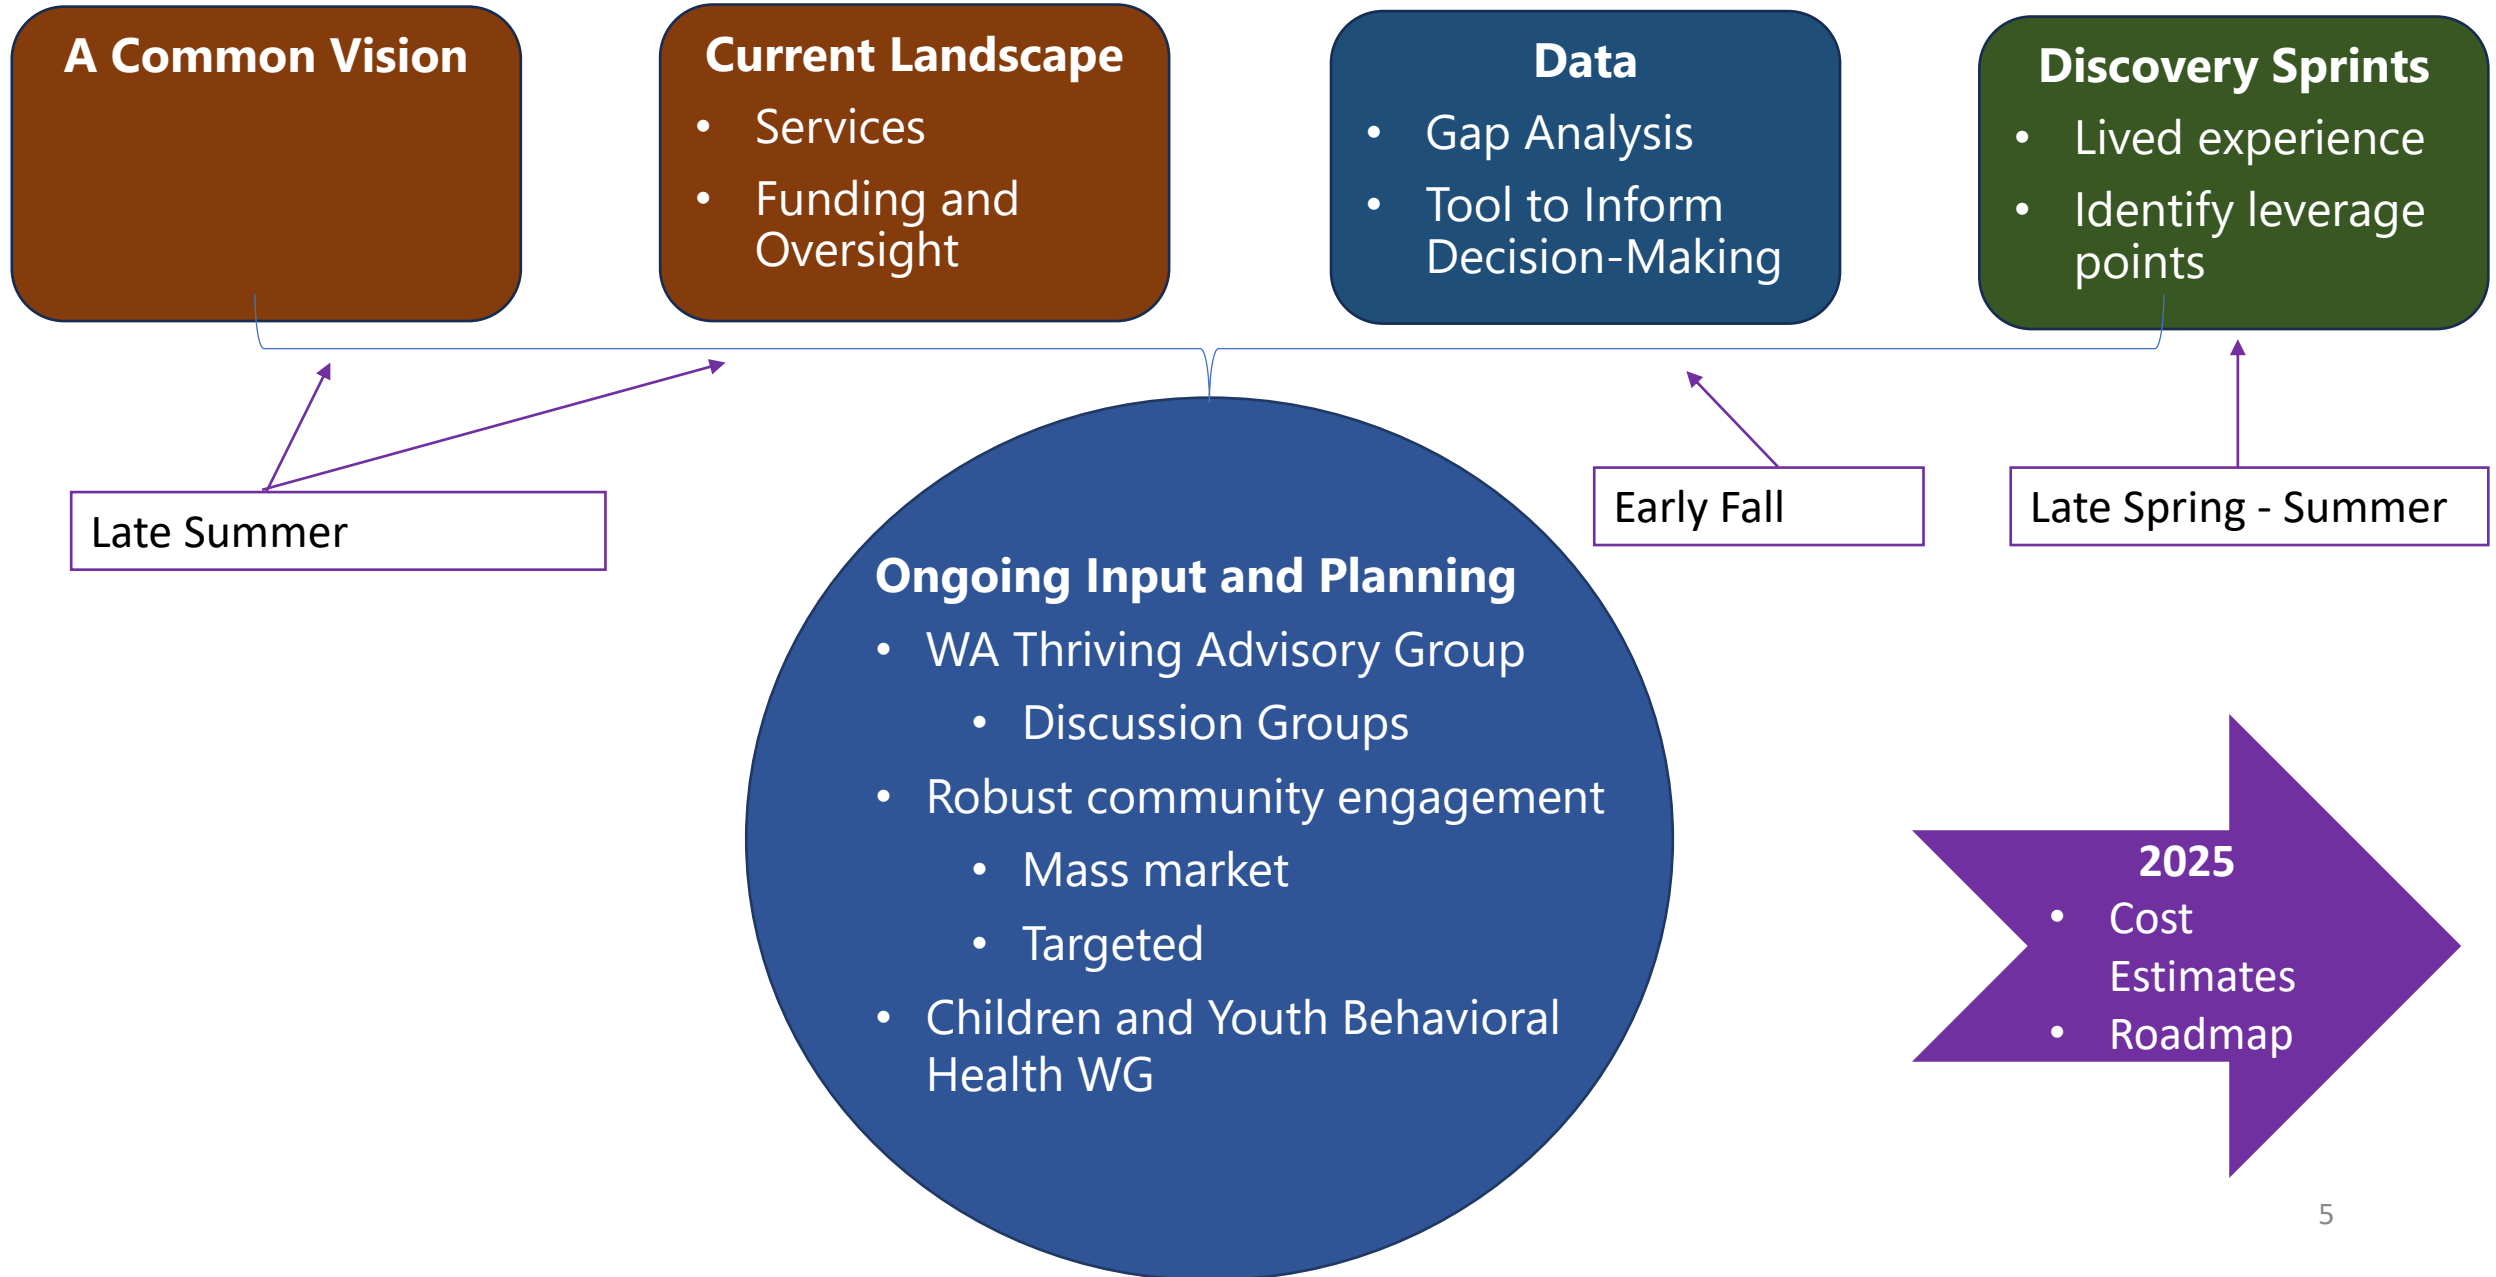 A Common Vision
Current Landscape
• Services
• Funding and
Oversight
Data
• Gap Analysis
• Tool to Inform
Decision-Making
Discovery Sprints
• Lived experience
• Identify leverage
points
Late Summer
Early Fall
Late Spring - Summer
Ongoing Input and Planning
• WA Thriving Advisory Group
• Discussion Groups
• Robust community engagement
• Mass market
• Targeted
• Children and Youth Behavioral
Health WG
2025
• Cost
Estimates
• Roadmap
5